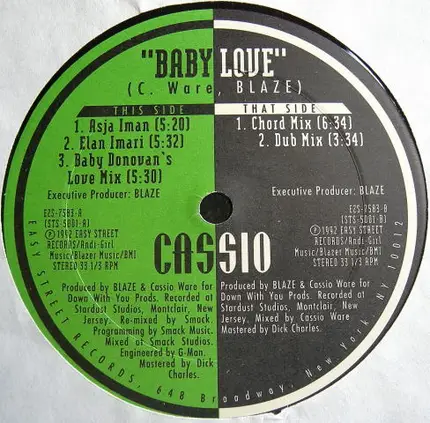 "BABY LOVE"
(C. Ware, BLAZE)
THIS SIDE
1. Asja Iman (5:20)
2. Elan Imari (5:32)
3. Baby Donovan's
Love Mix (5:30)
Executive Producer: BLAZE
EZS-7583-A
(STS-5001-A)
Ⓟ 1992 EASY STREET
RECORDS/Andi-Girl
Music/Blazer Music/BMI
STEREO 33 1/3 RPM
THAT SIDE
1. Chord Mix (6:34)
2. Dub Mix (3:34)
Executive Producer: BLAZE
EZS-7583-B
(STS-5001-B)
Ⓟ 1992 EASY STREET
RECORDS/Andi-Girl
Music/Blazer Music/BMI
STEREO 33 1/3 RPM
CASSIO
Produced by BLAZE & Cassio Ware for
Down With You Prods. Recorded at
Stardust Studios, Montclair, New
Jersey. Re-mixed by Smack.
Programming by Smack Music.
Mixed at Smack Studios.
Engineered by G-Man.
Mastered by Dick
Charles.
Produced by BLAZE & Cassio Ware for
Down With You Prods. Recorded at
Stardust Studios, Montclair, New
Jersey. Mixed by Cassio Ware
Mastered by Dick Charles.
EASY STREET RECORDS, 648 Broadway, New York, NY 10012